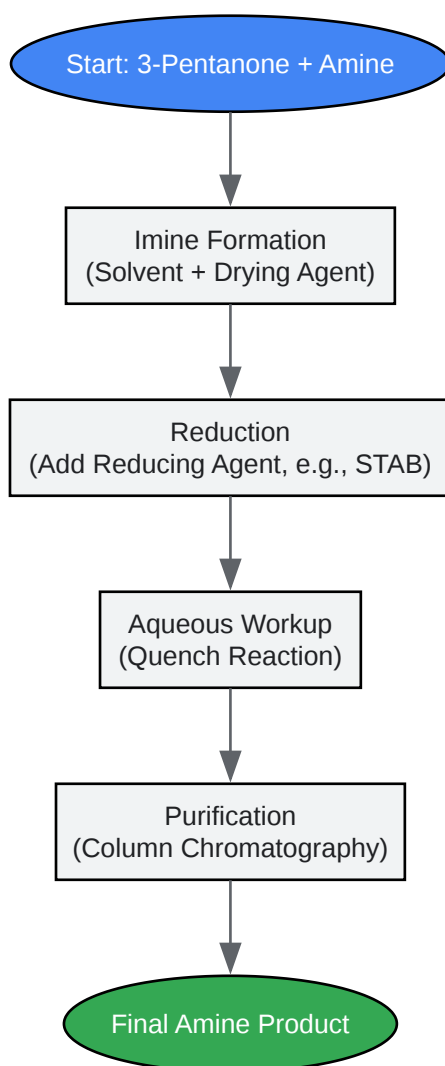 Start: 3-Pentanone + Amine
Imine Formation
(Solvent + Drying Agent)
Reduction
(Add Reducing Agent, e.g., STAB)
Aqueous Workup
(Quench Reaction)
Purification
(Column Chromatography)
Final Amine Product